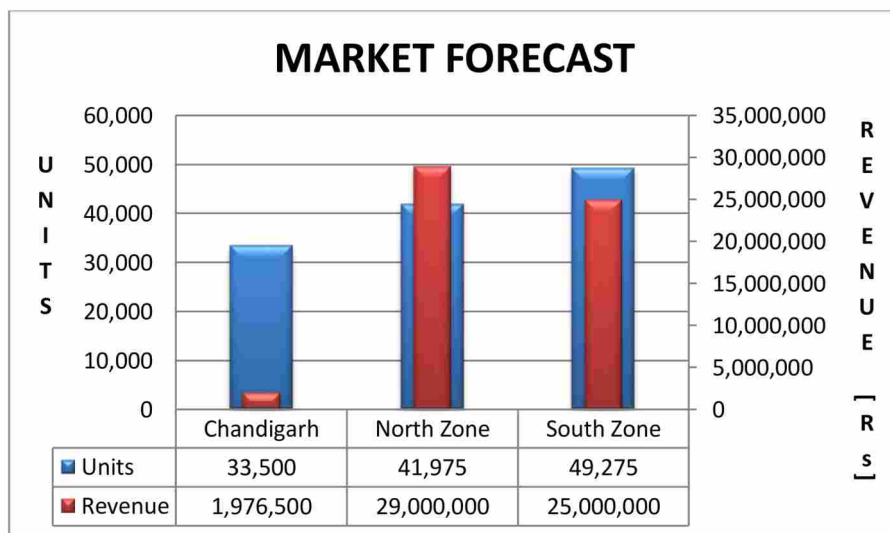 MARKET FORECAST
UNITS
60,000
50,000
40,000
30,000
20,000
10,000
0
35,000,000
30,000,000
25,000,000
20,000,000
15,000,000
10,000,000
5,000,000
0
REVENUE [Rs]
Chandigarh North Zone South Zone
Units 33,500 41,975 49,275
Revenue 1,976,500 29,000,000 25,000,000